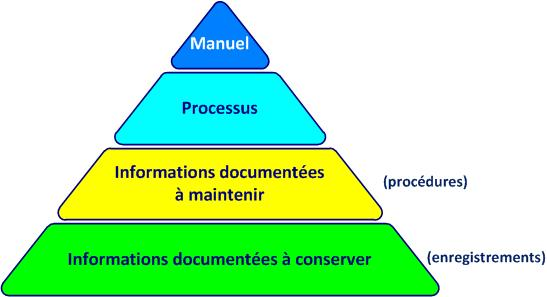 Manuel
Processus
Informations documentées
à maintenir
(procédures)
Informations documentées à conserver
(enregistrements)